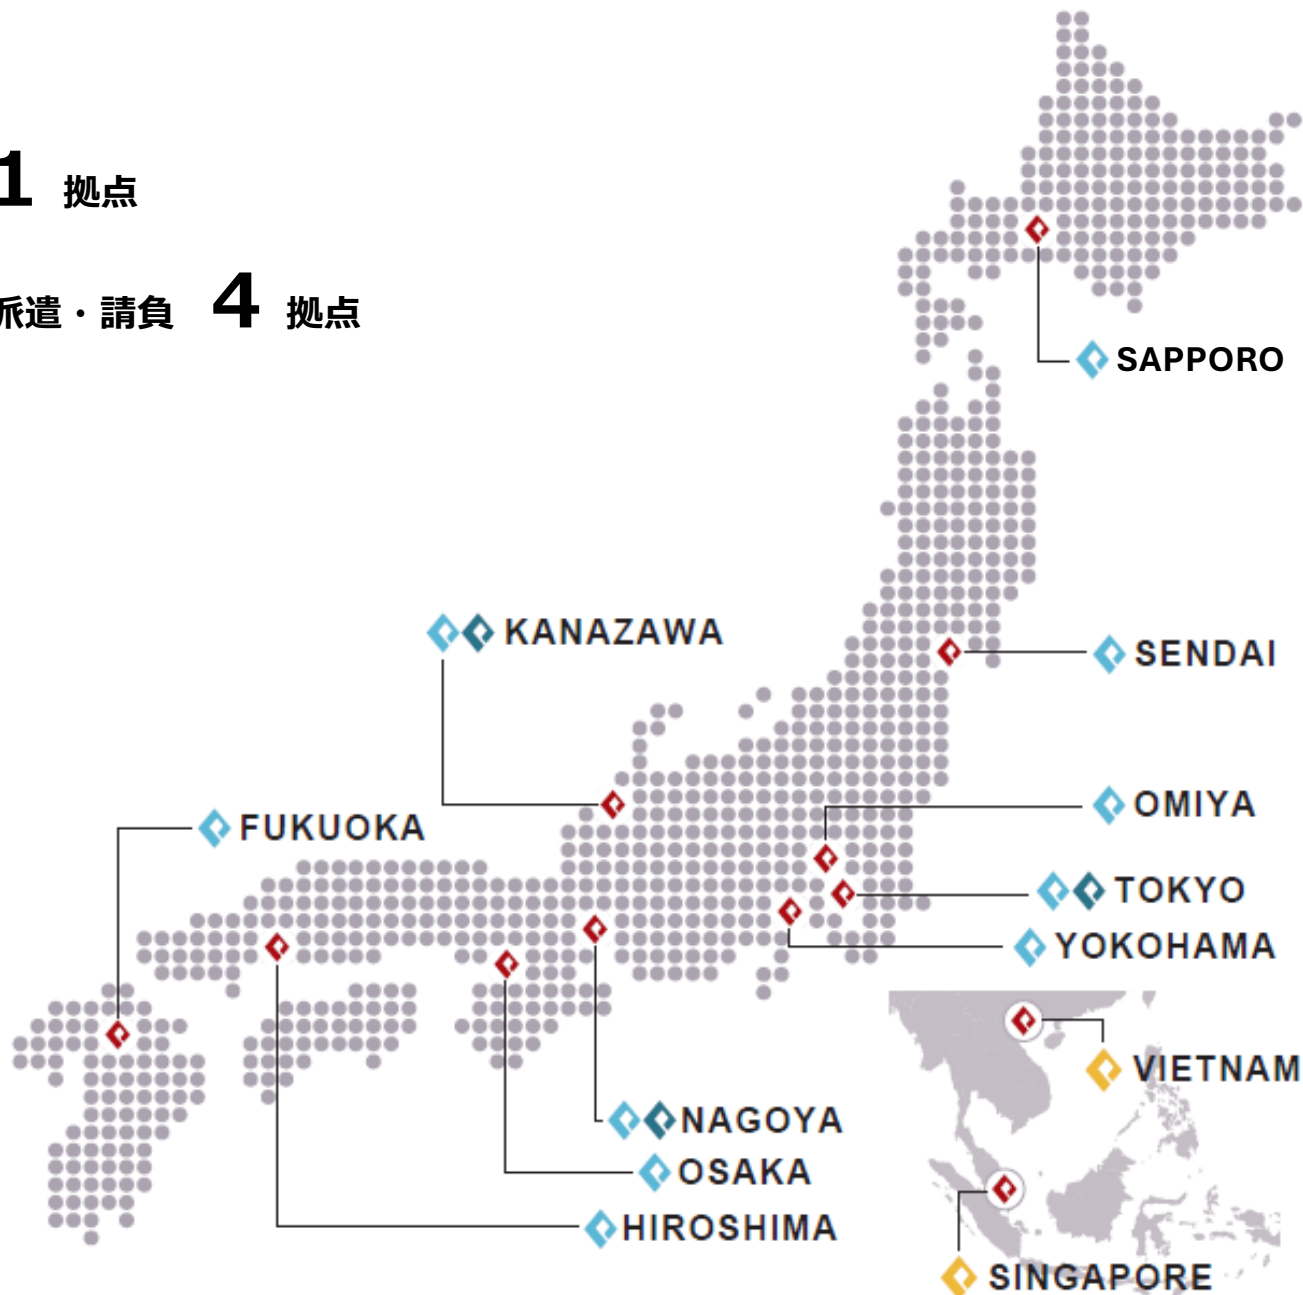 1 拠点
派遣・請負 4 拠点
SAPPORO
KANAZAWA
SENDAI
OMIYA
FUKUOKA
TOKYO
YOKOHAMA
VIETNAM
NAGOYA
OSAKA
HIROSHIMA
SINGAPORE